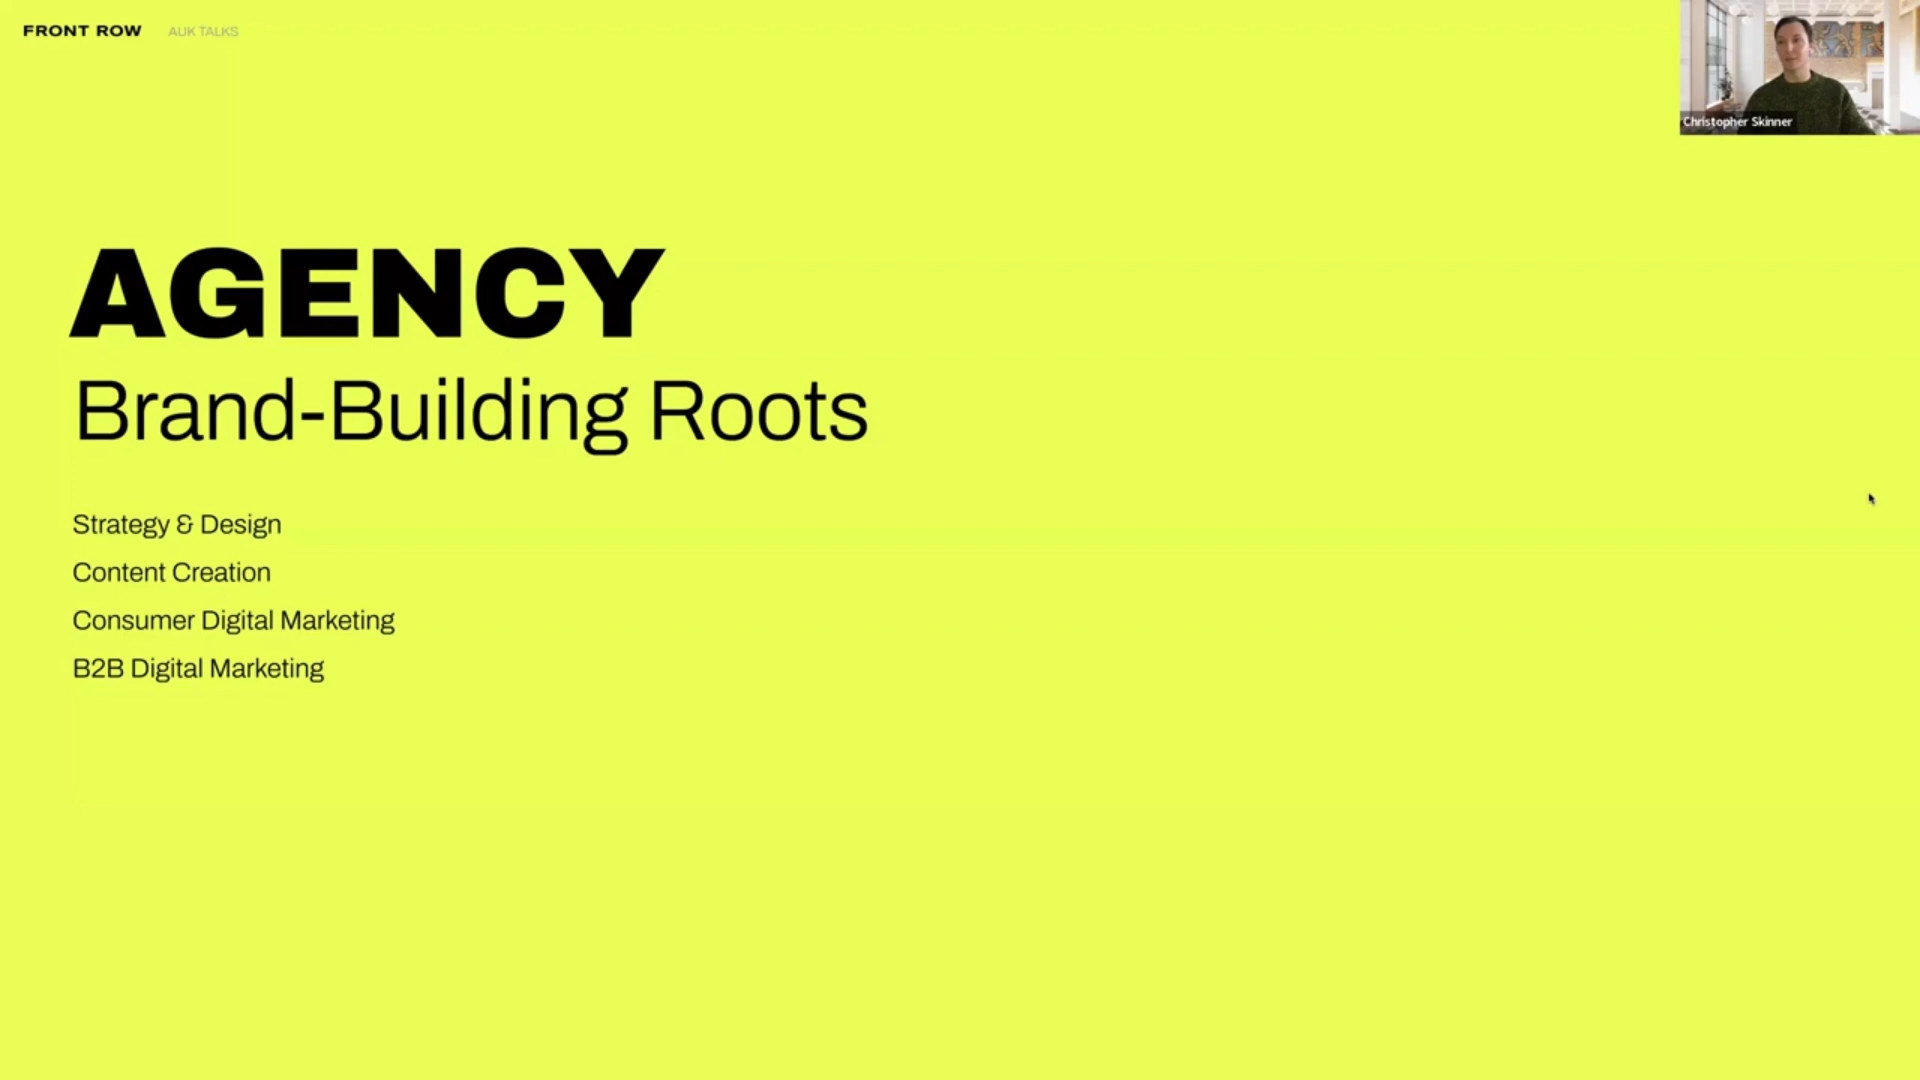 FRONT ROW AUK TALKS
Christopher Skinner
AGENCY
Brand-Building Roots
Strategy & Design
Content Creation
Consumer Digital Marketing
B2B Digital Marketing